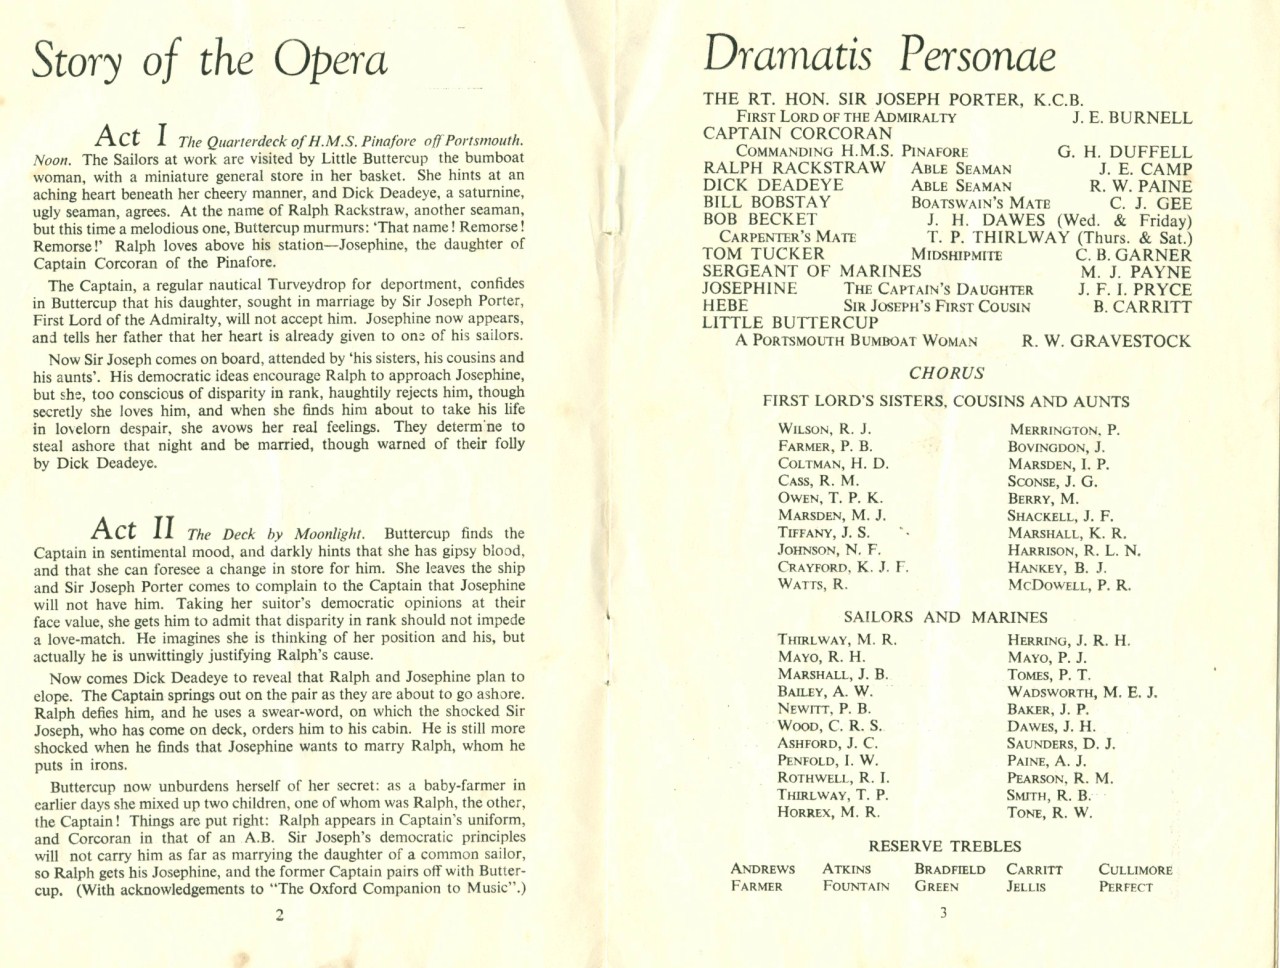 Story of the Opera
Act I The Quarterdeck of H.M.S. Pinafore off Portsmouth.
Noon. The Sailors at work are visited by Little Buttercup the bumboat
woman, with a miniature general store in her basket. She hints at an
aching heart beneath her cheery manner, and Dick Deadeye, a saturnine,
ugly seaman, agrees. At the name of Ralph Rackstraw, another seaman,
but this time a melodious one, Buttercup murmurs: 'That name! Remorse!
Remorse!' Ralph loves above his station—Josephine, the daughter of
Captain Corcoran of the Pinafore.
The Captain, a regular nautical Turveydrop for deportment, confides
in Buttercup that his daughter, sought in marriage by Sir Joseph Porter,
First Lord of the Admiralty, will not accept him. Josephine now appears,
and tells her father that her heart is already given to one of his sailors.
Now Sir Joseph comes on board, attended by 'his sisters, his cousins and
his aunts'. His democratic ideas encourage Ralph to approach Josephine,
but she, too conscious of disparity in rank, haughtily rejects him, though
secretly she loves him, and when she finds him about to take his life
in lovelorn despair, she avows her real feelings. They determine to
steal ashore that night and be married, though warned of their folly
by Dick Deadeye.
Act II The Deck by Moonlight. Buttercup finds the
Captain in sentimental mood, and darkly hints that she has gipsy blood,
and that she can foresee a change in store for him. She leaves the ship
and Sir Joseph Porter comes to complain to the Captain that Josephine
will not have him. Taking her suitor's democratic opinions at their
face value, she gets him to admit that disparity in rank should not impede
a love-match. He imagines she is thinking of her position and his, but
actually he is unwittingly justifying Ralph's cause.
Now comes Dick Deadeye to reveal that Ralph and Josephine plan to
elope. The Captain springs out on the pair as they are about to go ashore.
Ralph defies him, and he uses a swear-word, on which the shocked Sir
Joseph, who has come on deck, orders him to his cabin. He is still more
shocked when he finds that Josephine wants to marry Ralph, whom he
puts in irons.
Buttercup now unburdens herself of her secret: as a baby-farmer in
earlier days she mixed up two children, one of whom was Ralph, the other,
the Captain! Things are put right: Ralph appears in Captain's uniform,
and Corcoran in that of an A.B. Sir Joseph's democratic principles
will not carry him as far as marrying the daughter of a common sailor,
so Ralph gets his Josephine, and the former Captain pairs off with Butter-
cup. (With acknowledgements to "The Oxford Companion to Music".)
2
Dramatis Personae
THE RT. HON. SIR JOSEPH PORTER, K.C.B.
FIRST LORD OF THE ADMIRALTY J. E. BURNELL
CAPTAIN CORCORAN
COMMANDING H.M.S. PINAFORE G. H. DUFFELL
RALPH RACKSTRAW ABLE SEAMAN J. E. CAMP
DICK DEADEYE ABLE SEAMAN R. W. PAINE
BILL BOBSTAY BOATSWAIN'S MATE C. J. GEE
BOB BECKET J. H. DAWES (Wed. & Friday)
CARPENTER'S MATE T. P. THIRLWAY (Thurs. & Sat.)
TOM TUCKER MIDSHIPMITE C. B. GARNER
SERGEANT OF MARINES M. J. PAYNE
JOSEPHINE THE CAPTAIN'S DAUGHTER J. F. I. PRYCE
HEBE SIR JOSEPH'S FIRST COUSIN B. CARRITT
LITTLE BUTTERCUP
A PORTSMOUTH BUMBOAT WOMAN R. W. GRAVESTOCK
CHORUS
FIRST LORD'S SISTERS, COUSINS AND AUNTS
WILSON, R. J. MERRINGTON, P.
FARMER, P. B. BOVINGDON, J.
COLTMAN, H. D. MARSDEN, I. P.
CASS, R. M. SCONSE, J. G.
OWEN, T. P. K. BERRY, M.
MARSDEN, M. J. SHACKELL, J. F.
TIFFANY, J. S. MARSHALL, K. R.
JOHNSON, N. F. HARRISON, R. L. N.
CRAYFORD, K. J. F. HANKEY, B. J.
WATTS, R. MCDOWELL, P. R.
SAILORS AND MARINES
THIRLWAY, M. R. HERRING, J. R. H.
MAYO, R. H. MAYO, P. J.
MARSHALL, J. B. TOMES, P. T.
BAILEY, A. W. WADSWORTH, M. E. J.
NEWITT, P. B. BAKER, J. P.
WOOD, C. R. S. DAWES, J. H.
ASHFORD, J. C. SAUNDERS, D. J.
PENFOLD, I. W. PAINE, A. J.
ROTHWELL, R. I. PEARSON, R. M.
THIRLWAY, T. P. SMITH, R. B.
HORREX, M. R. TONE, R. W.
RESERVE TREBLES
ANDREWS ATKINS BRADFIELD CARRITT CULLIMORE
FARMER FOUNTAIN GREEN JELLIS PERFECT
3